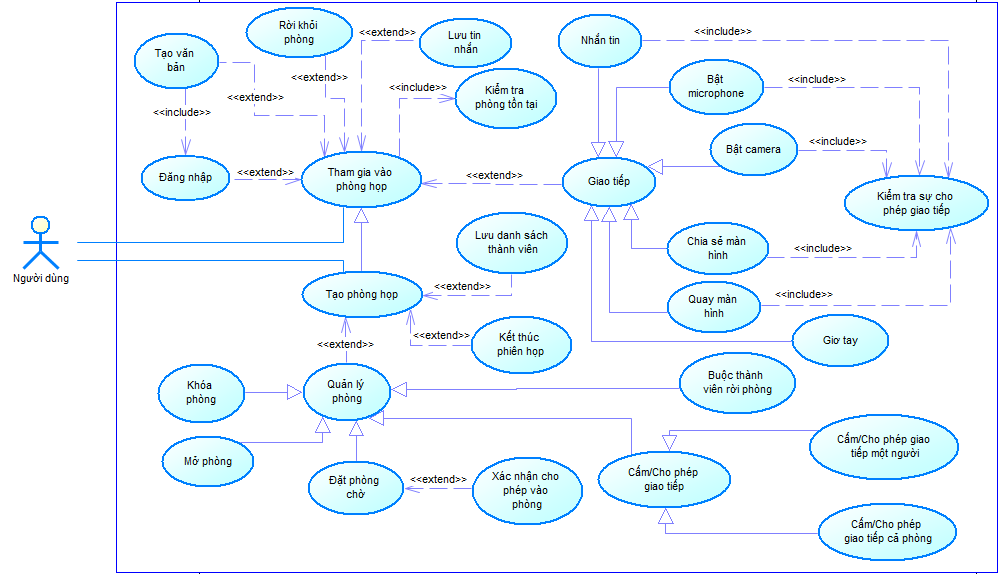 Rời khỏi
phòng
<<extend>>
Lưu tin
nhắn
Nhắn tin
<<include>>
Tạo văn
bản
<<extend>>
<<extend>>
Kiểm tra
phòng tồn tại
<<include>>
Bật
microphone
<<include>>
<<include>>
Bật camera
<<include>>
Đăng nhập
<<extend>>
Tham gia vào
phòng họp
<<extend>>
Giao tiếp
Kiểm tra sự cho
phép giao tiếp
Người dùng
Lưu danh sách
thành viên
Chia sẻ màn
hình
<<include>>
Tạo phòng họp
<<extend>>
Quay màn
hình
<<include>>
<<extend>>
<<extend>>
Kết thúc
phiên họp
Giơ tay
Khóa
phòng
Quản lý
phòng
Buộc thành
viên rời phòng
Mở phòng
Đặt phòng
chờ
<<extend>>
Xác nhận cho
phép vào
phòng
Cấm/Cho phép
giao tiếp
Cấm/Cho phép giao
tiếp một người
Cấm/Cho phép
giao tiếp cả phòng